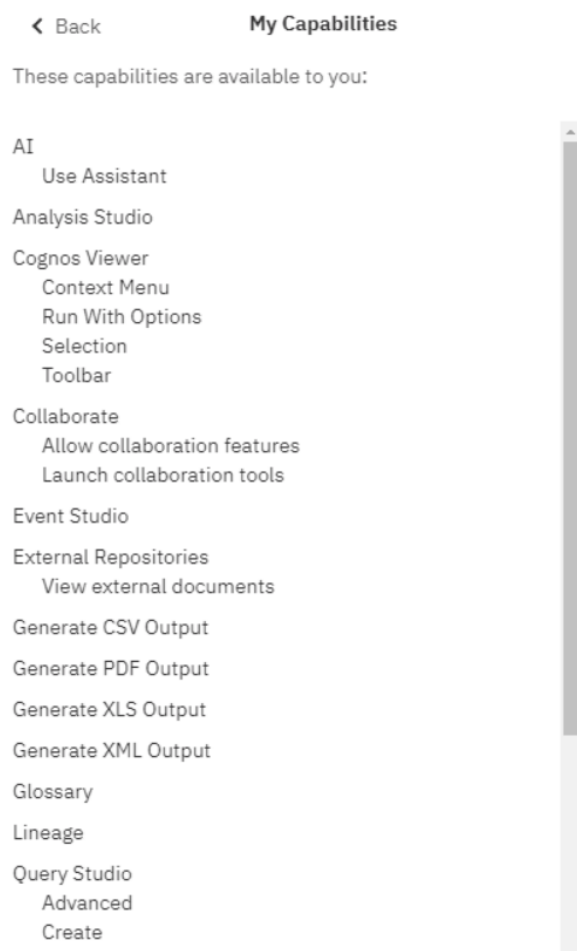 Back
My Capabilities
These capabilities are available to you:
AI
Use Assistant
Analysis Studio
Cognos Viewer
Context Menu
Run With Options
Selection
Toolbar
Collaborate
Allow collaboration features
Launch collaboration tools
Event Studio
External Repositories
View external documents
Generate CSV Output
Generate PDF Output
Generate XLS Output
Generate XML Output
Glossary
Lineage
Query Studio
Advanced
Create